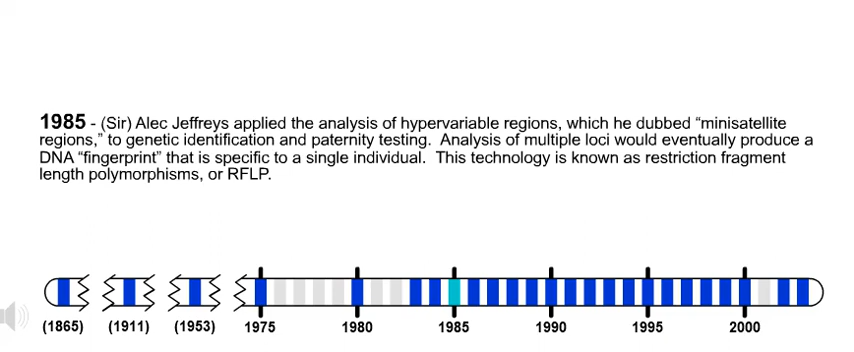 1985 - (Sir) Alec Jeffreys applied the analysis of hypervariable regions, which he dubbed “minisatellite
regions,” to genetic identification and paternity testing.  Analysis of multiple loci would eventually produce a
DNA “fingerprint” that is specific to a single individual.  This technology is known as restriction fragment
length polymorphisms, or RFLP.
(1865) (1911) (1953) 1975 1980 1985 1990 1995 2000